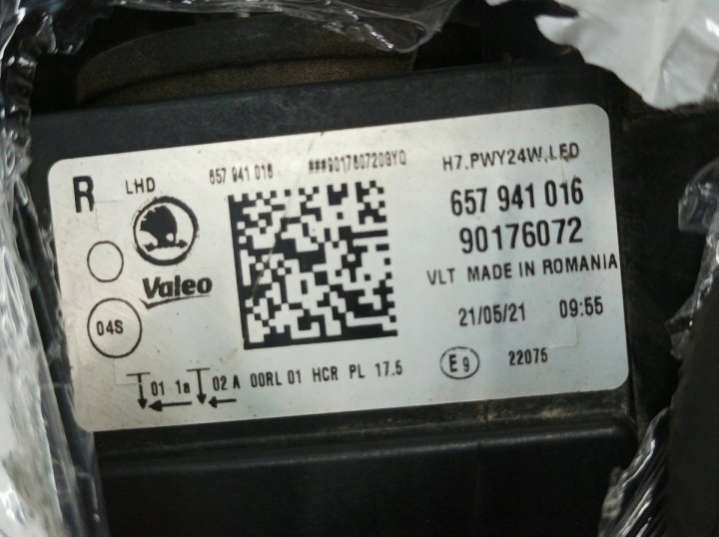 R LHD 657 941 016 ###9017607208YQ H7.PWY24W.LED
657 941 016
90176072
Valeo
VLT MADE IN ROMANIA
21/05/21 09:55
04S
E9 22075
01 1a 02 A 00RL 01 HCR PL 17.5